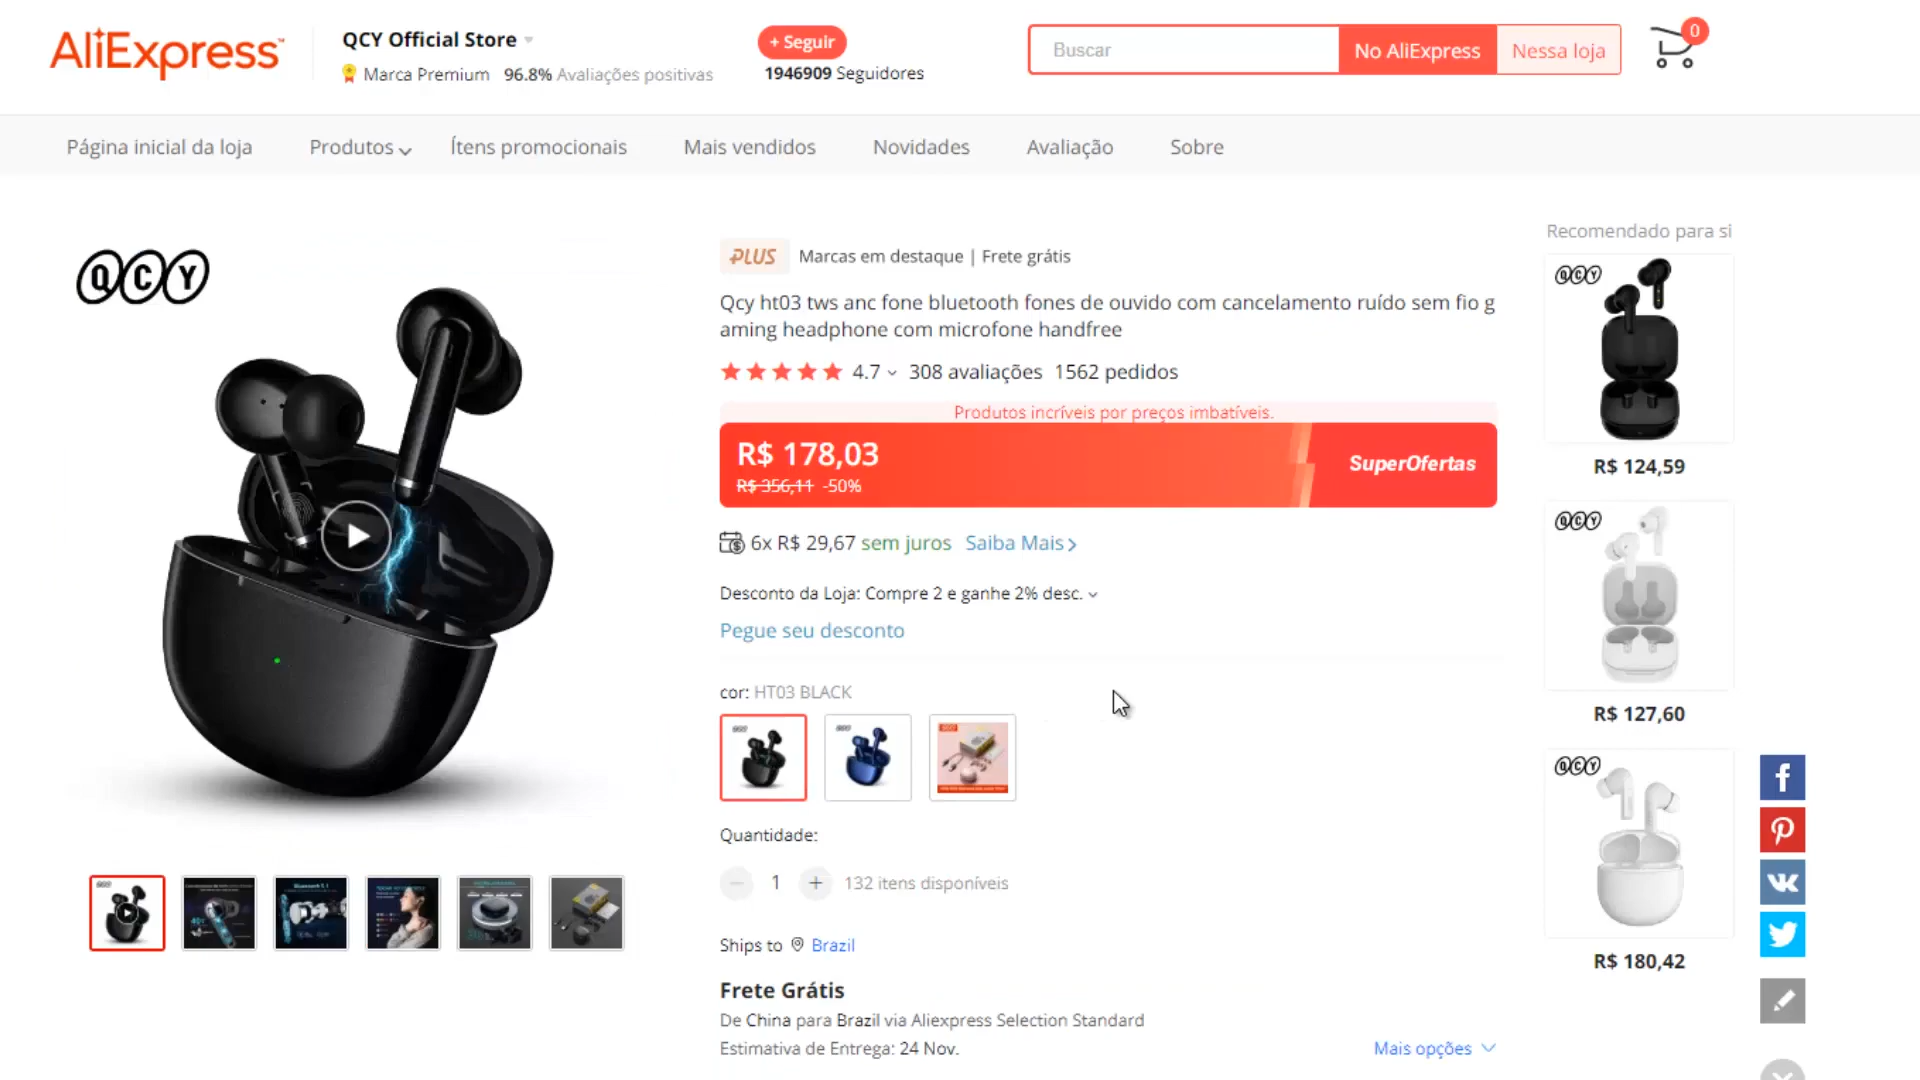 AliExpress™
QCY Official Store
Marca Premium 96.8% Avaliações positivas
+ Seguir
1946909 Seguidores
Buscar
No AliExpress
Nessa loja
0
Página inicial da loja
Produtos
Ítens promocionais
Mais vendidos
Novidades
Avaliação
Sobre
QCY
PLUS Marcas em destaque | Frete grátis
Qcy ht03 tws anc fone bluetooth fones de ouvido com cancelamento ruído sem fio g
aming headphone com microfone handfree
4.7 308 avaliações 1562 pedidos
Produtos incríveis por preços imbatíveis.
R$ 178,03
R$ 356,11 -50%
SuperOfertas
6x R$ 29,67 sem juros Saiba Mais
Desconto da Loja: Compre 2 e ganhe 2% desc.
Pegue seu desconto
cor: HT03 BLACK
Quantidade:
1
132 itens disponíveis
Ships to Brazil
Frete Grátis
De China para Brazil via Aliexpress Selection Standard
Estimativa de Entrega: 24 Nov.
Mais opções
Recomendado para si
QCY
R$ 124,59
QCY
R$ 127,60
QCY
R$ 180,42